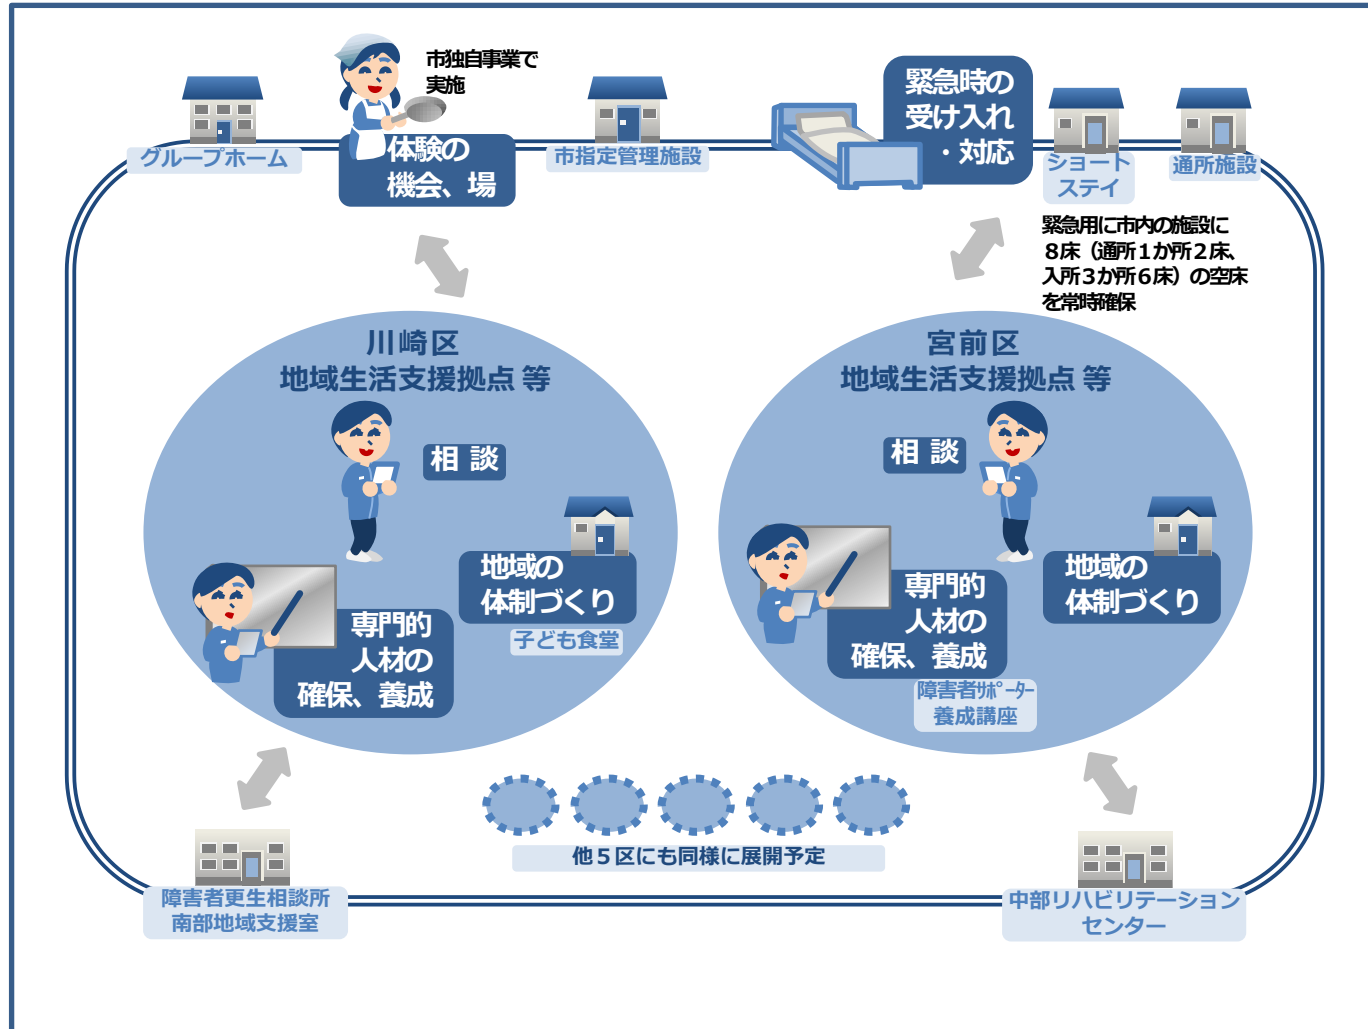 市独自事業で
実施
グループホーム
体験の
機会、場
市指定管理施設
緊急時の
受け入れ
・対応
ショート
ステイ
通所施設
緊急用に市内の施設に
８床（通所１か所２床、
入所３か所６床）の空床
を常時確保
川崎区
地域生活支援拠点 等
相 談
地域の
体制づくり
子ども食堂
専門的
人材の
確保、養成
宮前区
地域生活支援拠点 等
相 談
地域の
体制づくり
専門的
人材の
確保、養成
障害者ｻﾎﾟｰﾀｰ
養成講座
他５区にも同様に展開予定
障害者更生相談所
南部地域支援室
中部リハビリテーション
センター